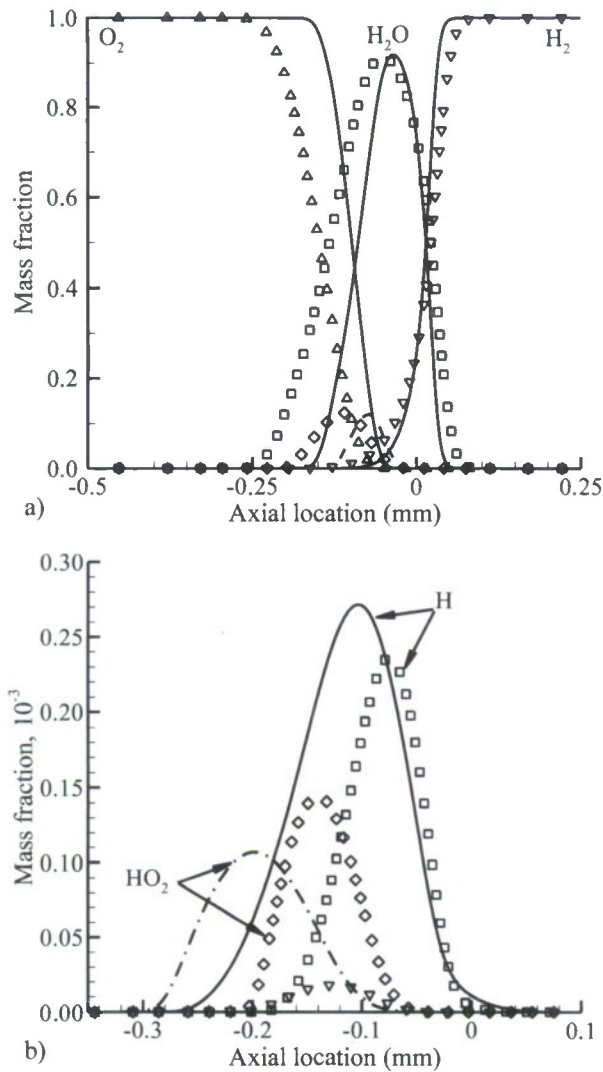 1.0
O2
H2O
H2
0.8
0.6
0.4
0.2
0.0
Mass fraction
-0.5
-0.25
0
0.25
a)
Axial location (mm)
0.30
0.25
0.20
0.15
0.10
0.05
0.00
Mass fraction, 10-3
H
HO2
-0.3
-0.2
-0.1
0
0.1
b)
Axial location (mm)